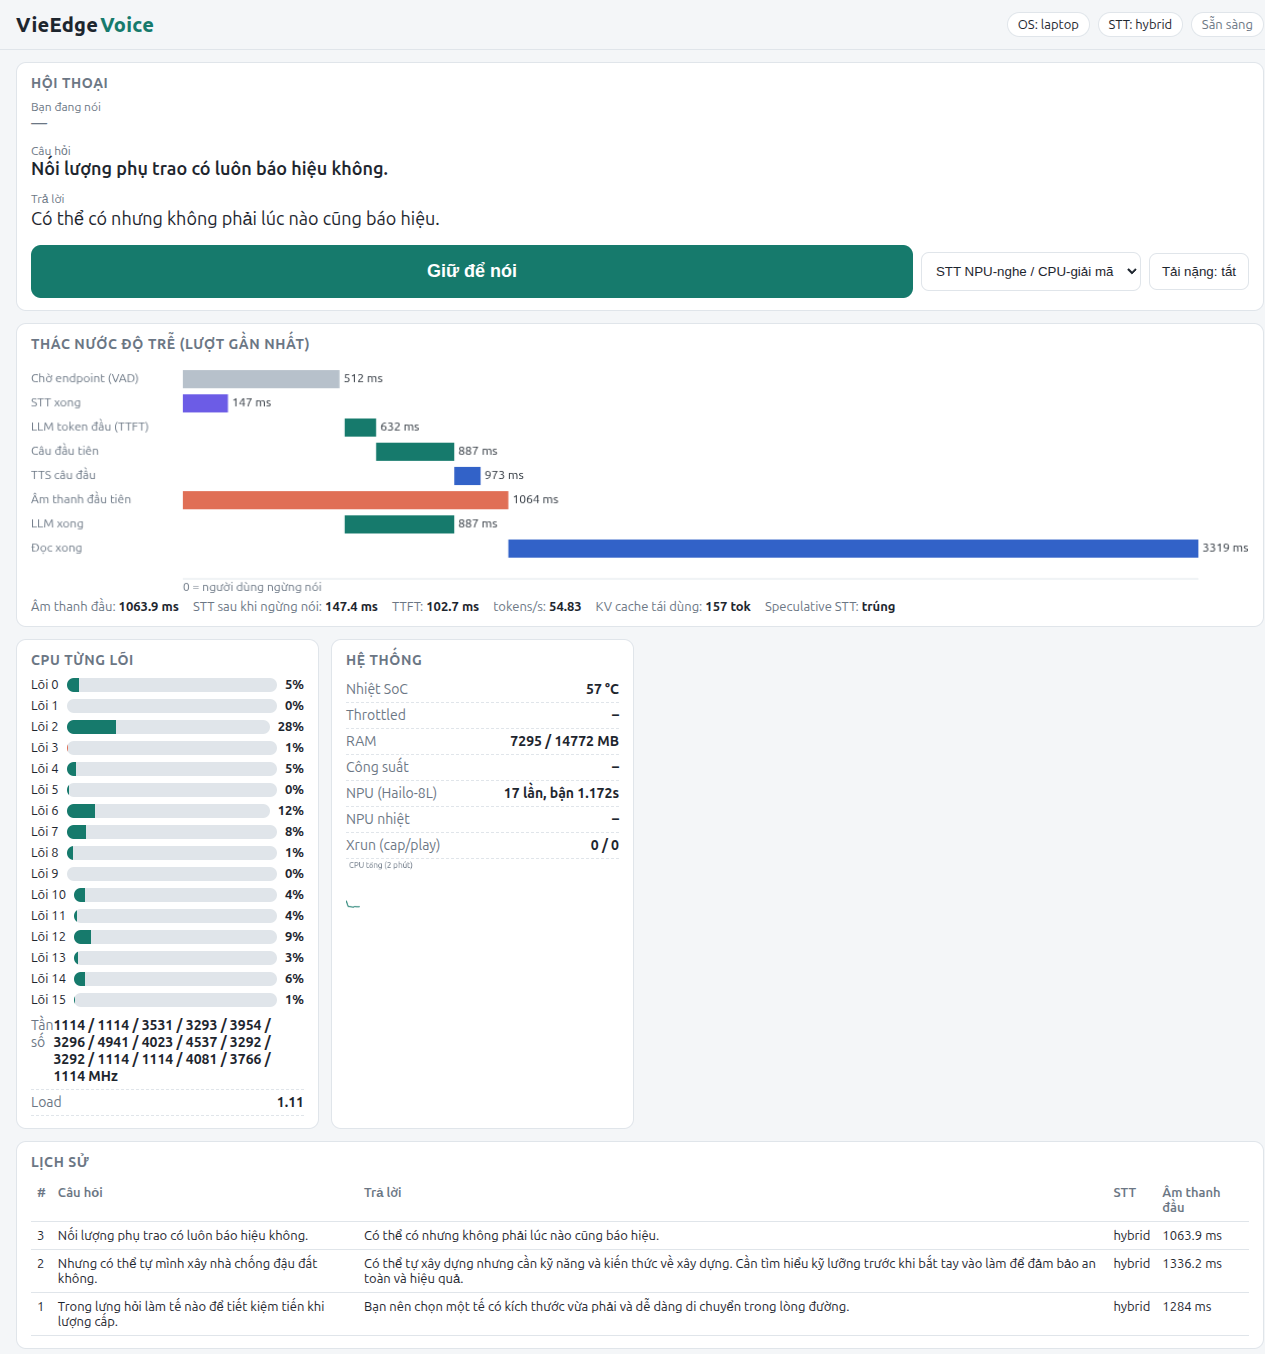 VieEdge Voice
OS: laptop
STT: hybrid
Sẵn sàng
HỘI THOẠI
Bạn đang nói
—
Câu hỏi
Nối lượng phụ trao có luôn báo hiệu không.
Trả lời
Có thể có nhưng không phải lúc nào cũng báo hiệu.
Giữ để nói
STT NPU-nghe / CPU-giải mã
Tải nặng: tắt
THÁC NƯỚC ĐỘ TRỄ (LƯỢT GẦN NHẤT)
Chờ endpoint (VAD) 512 ms
STT xong 147 ms
LLM token đầu (TTFT) 632 ms
Câu đầu tiên 887 ms
TTS câu đầu 973 ms
Âm thanh đầu tiên 1064 ms
LLM xong 887 ms
Đọc xong 3319 ms
0 = người dùng ngừng nói
Âm thanh đầu: 1063.9 ms STT sau khi ngừng nói: 147.4 ms TTFT: 102.7 ms tokens/s: 54.83 KV cache tái dùng: 157 tok Speculative STT: trúng
CPU TỪNG LÕI
Lõi 0 5%
Lõi 1 0%
Lõi 2 28%
Lõi 3 1%
Lõi 4 5%
Lõi 5 0%
Lõi 6 12%
Lõi 7 8%
Lõi 8 1%
Lõi 9 0%
Lõi 10 4%
Lõi 11 4%
Lõi 12 9%
Lõi 13 3%
Lõi 14 6%
Lõi 15 1%
Tần số 1114 / 1114 / 3531 / 3293 / 3954 /
3296 / 4941 / 4023 / 4537 / 3292 /
3292 / 1114 / 1114 / 4081 / 3766 /
1114 MHz
Load 1.11
HỆ THỐNG
Nhiệt SoC 57 °C
Throttled –
RAM 7295 / 14772 MB
Công suất –
NPU (Hailo-8L) 17 lần, bận 1.172s
NPU nhiệt –
Xrun (cap/play) 0 / 0
CPU tổng (2 phút)
LỊCH SỬ
# Câu hỏi Trả lời STT Âm thanh đầu
3 Nối lượng phụ trao có luôn báo hiệu không. Có thể có nhưng không phải lúc nào cũng báo hiệu. hybrid 1063.9 ms
2 Nhưng có thể tự mình xây nhà chống đậu đất không. Có thể tự xây dựng nhưng cần kỹ năng và kiến thức về xây dựng. Cần tìm hiểu kỹ lưỡng trước khi bắt tay vào làm để đảm bảo an toàn và hiệu quả. hybrid 1336.2 ms
1 Trong lưng hỏi làm tế nào để tiết kiệm tiến khi lượng cấp. Bạn nên chọn một tế có kích thước vừa phải và dễ dàng di chuyển trong lòng đường. hybrid 1284 ms